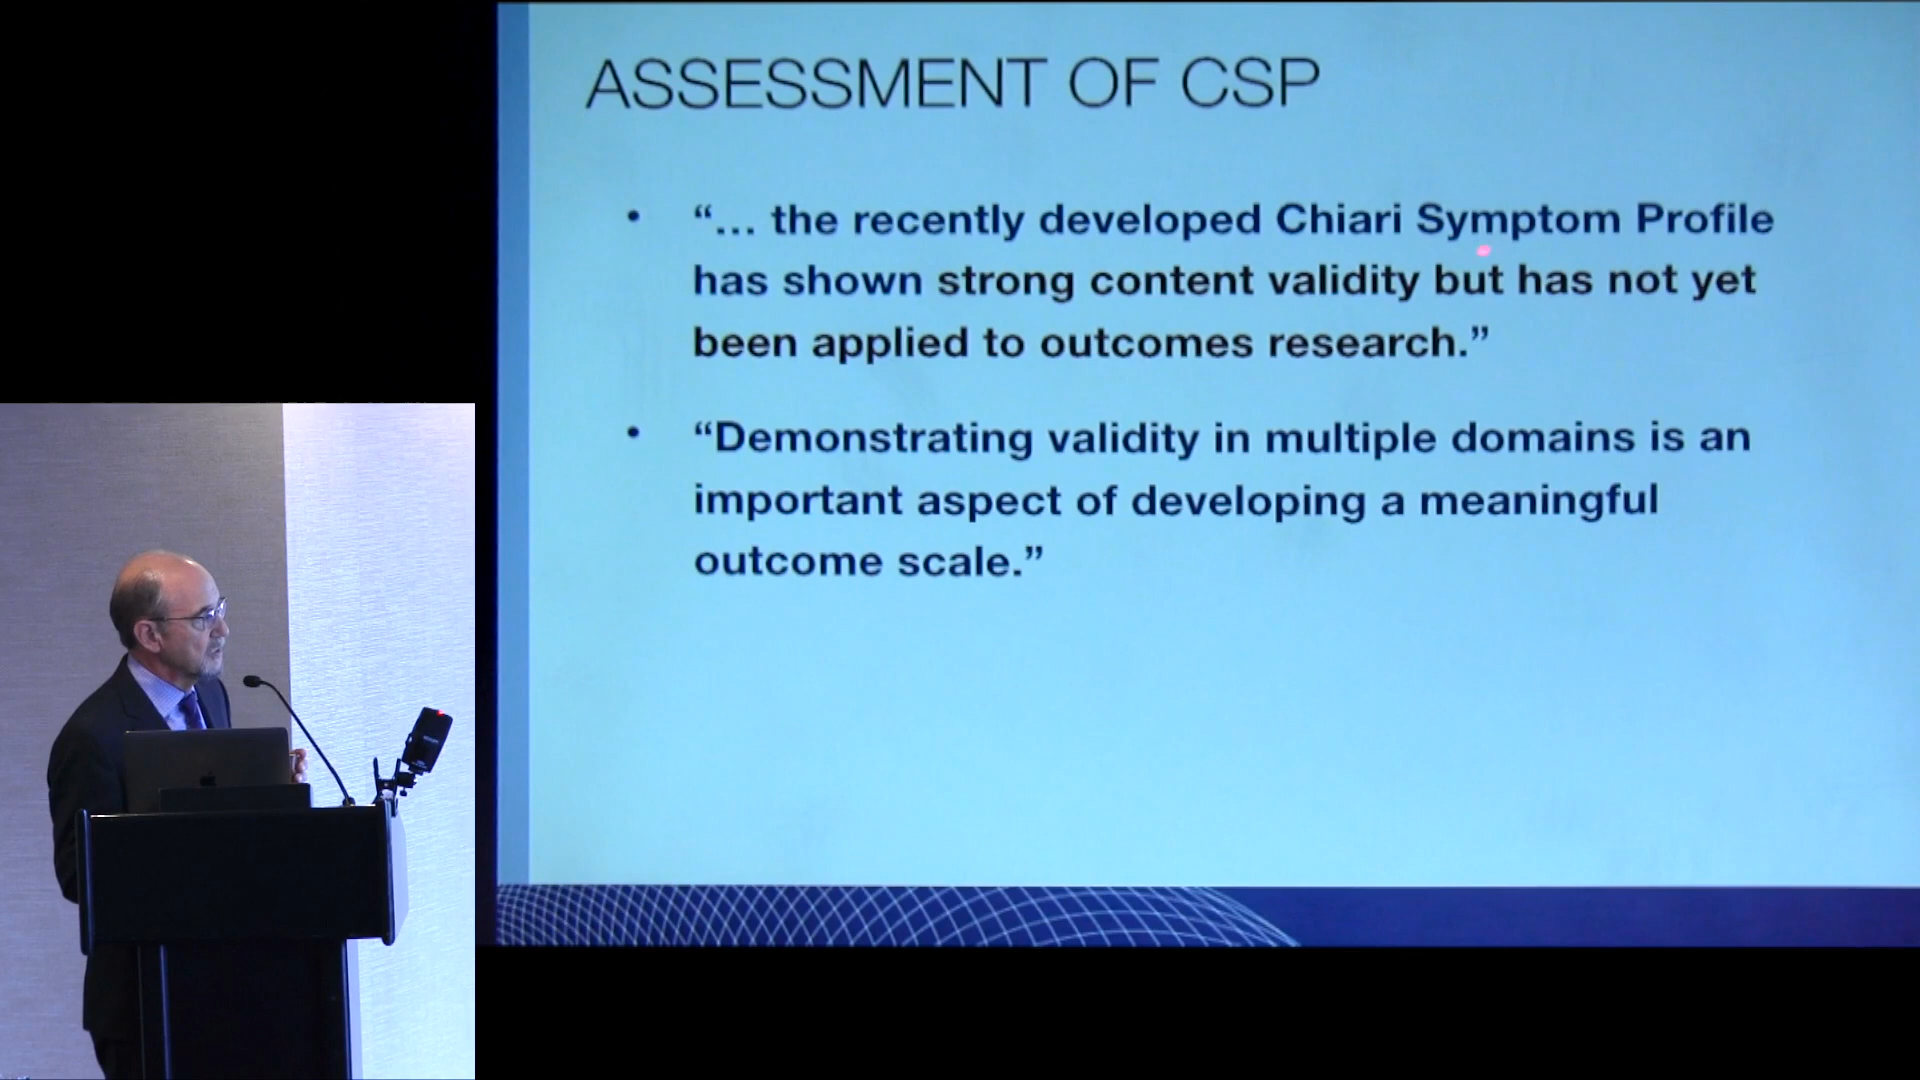 ASSESSMENT OF CSP
• “... the recently developed Chiari Symptom Profile
has shown strong content validity but has not yet
been applied to outcomes research.”
• “Demonstrating validity in multiple domains is an
important aspect of developing a meaningful
outcome scale.”